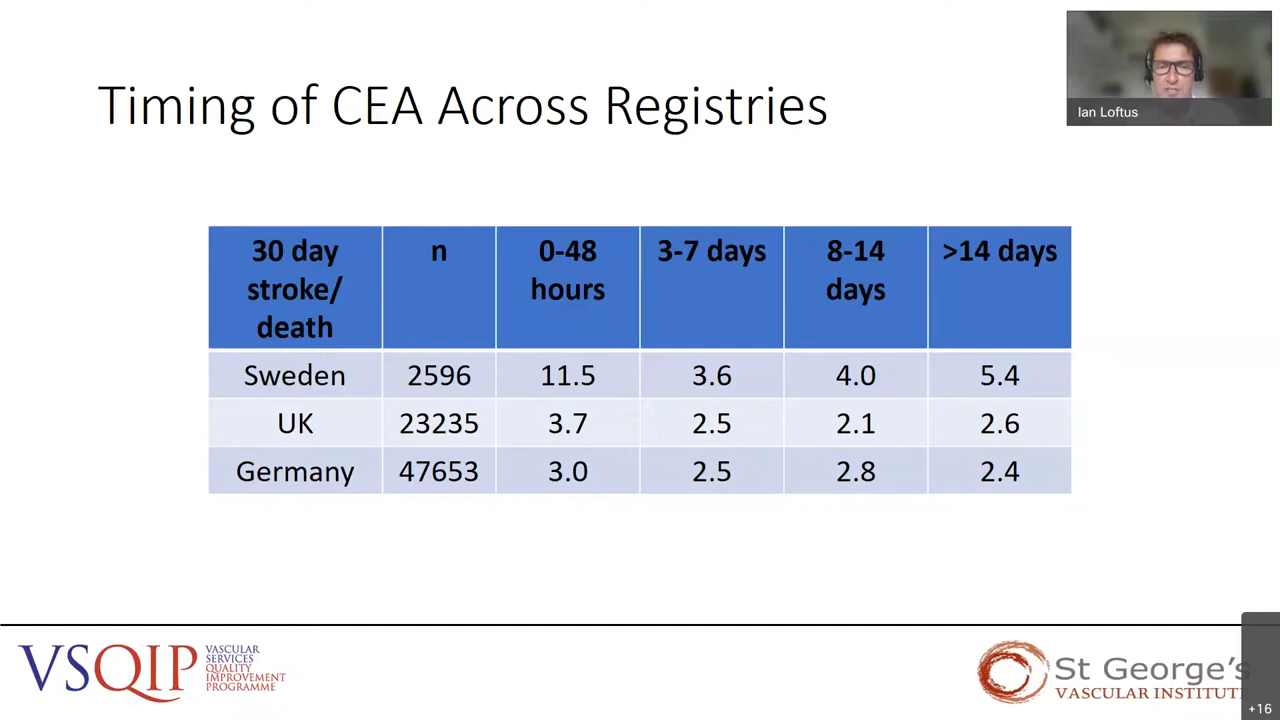 Timing of CEA Across Registries
Ian Loftus
30 day stroke/ death n 0-48 hours 3-7 days 8-14 days >14 days
Sweden 2596 11.5 3.6 4.0 5.4
UK 23235 3.7 2.5 2.1 2.6
Germany 47653 3.0 2.5 2.8 2.4
VSQIP
VASCULAR
SERVICES
QUALITY
IMPROVEMENT
PROGRAMME
St George's
VASCULAR INSTITUTE
+16